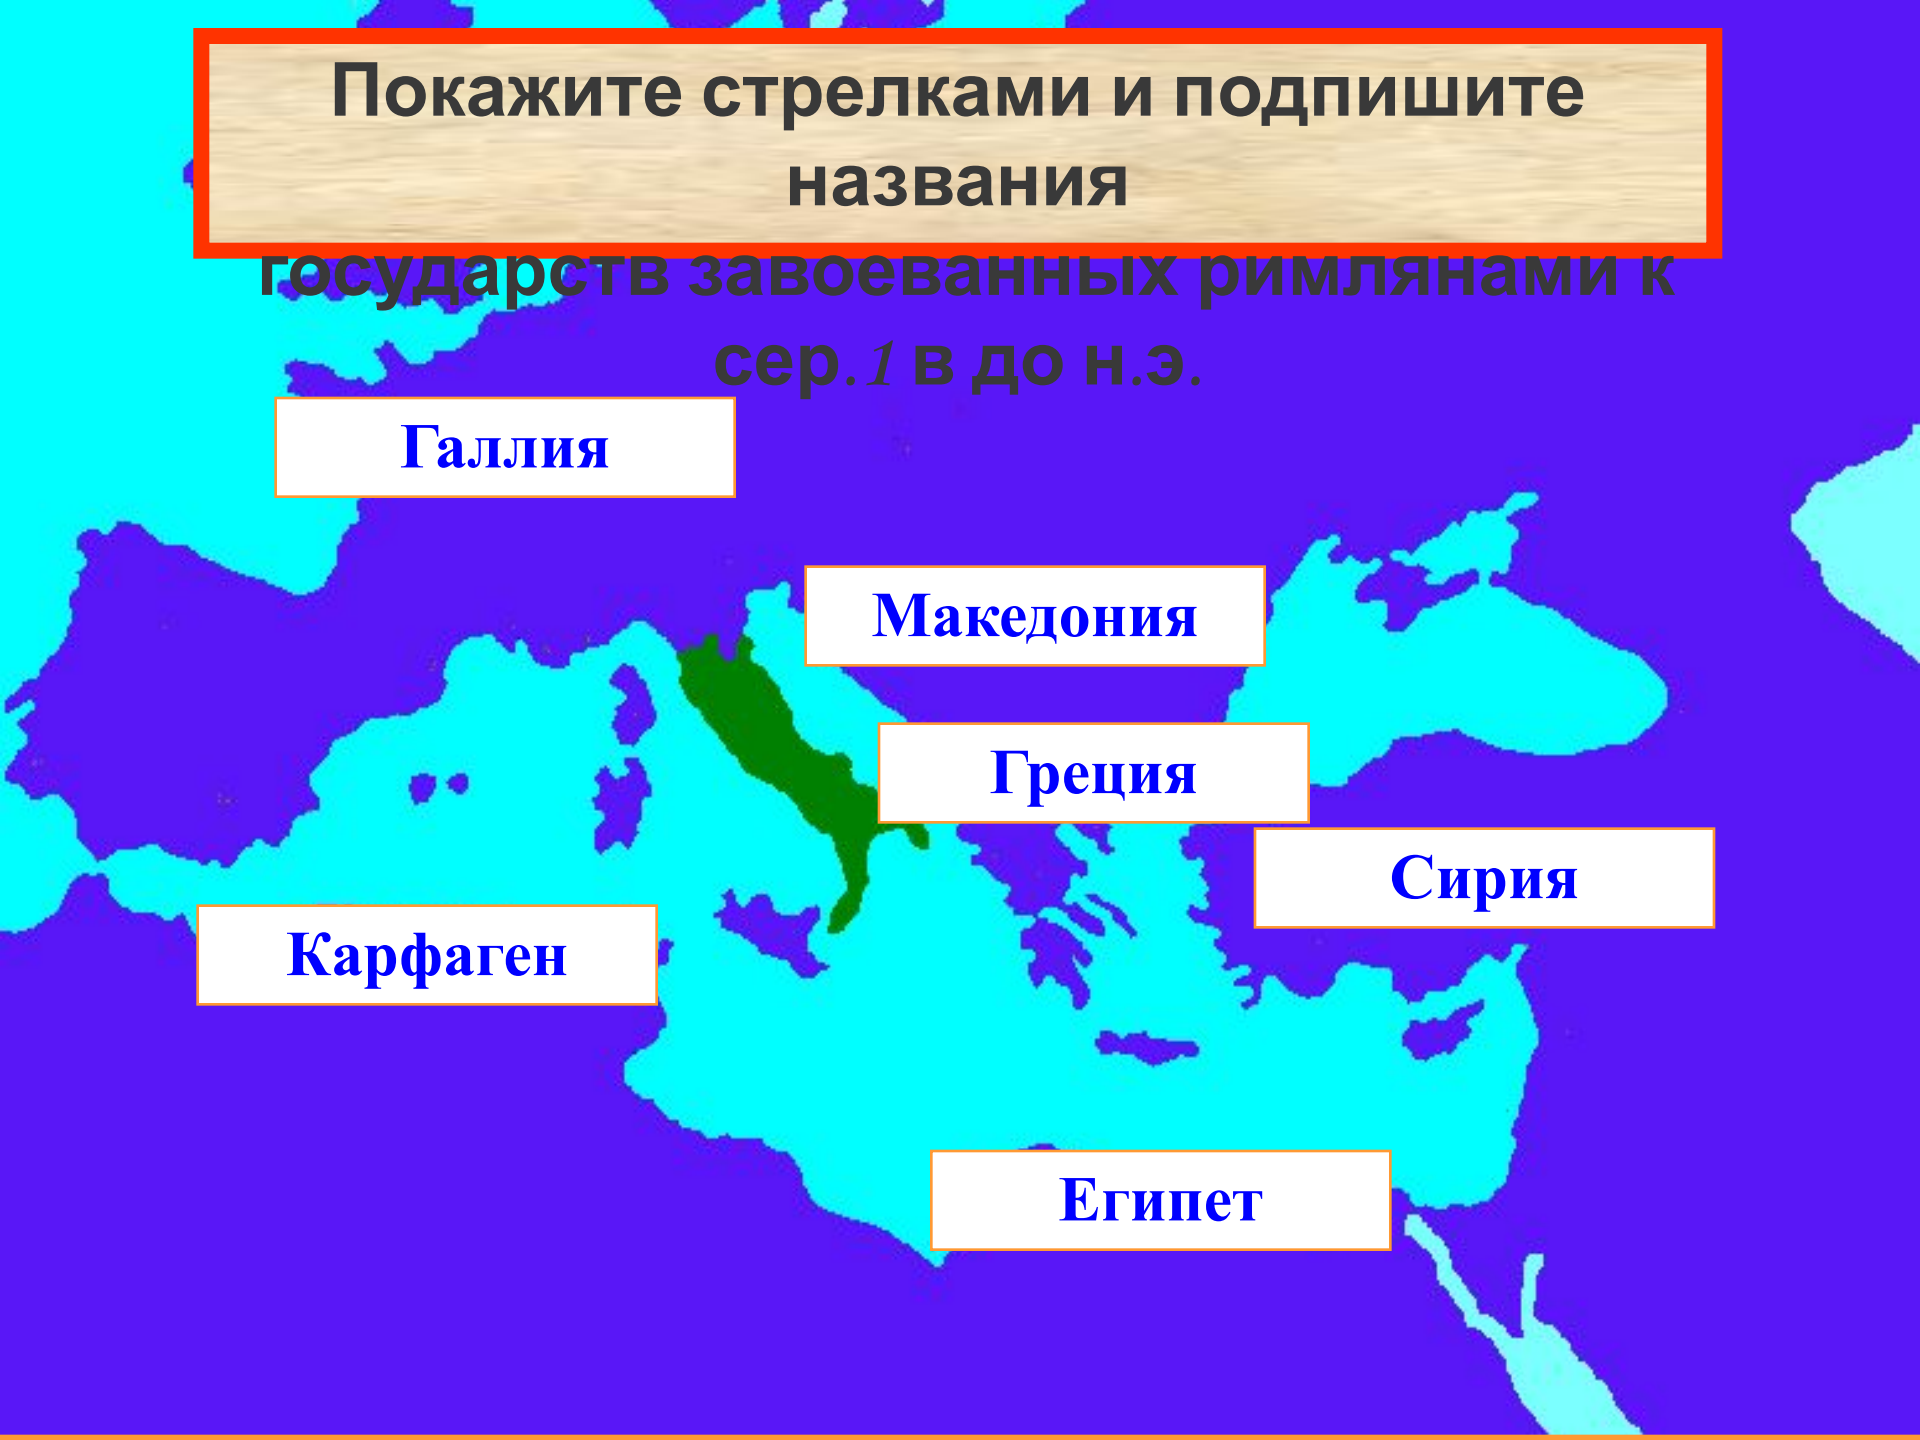 Покажите стрелками и подпишите
названия
государств завоеванных римлянами к
сер.1 в до н.э.
Галлия
Македония
Греция
Сирия
Карфаген
Египет